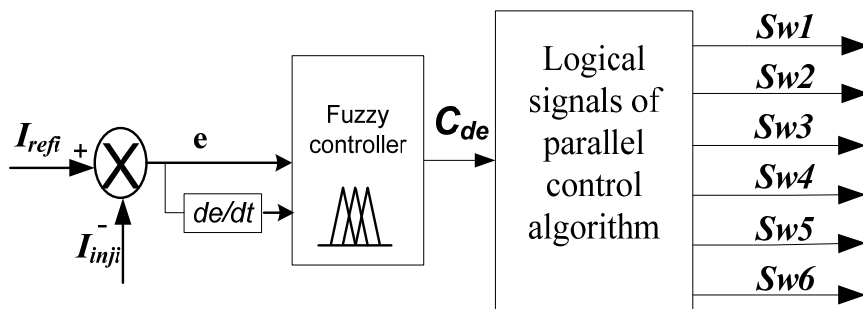 I_refi +
-
I_inji
e
de/dt
Fuzzy
controller
C_de
Logical
signals of
parallel
control
algorithm
Sw1
Sw2
Sw3
Sw4
Sw5
Sw6